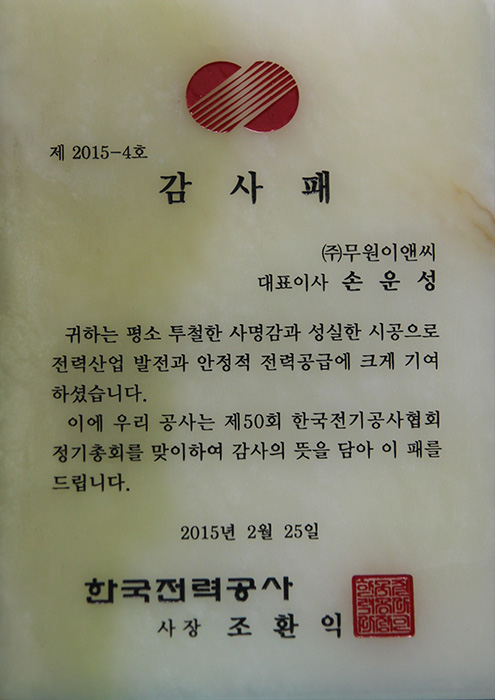 제 2015-4호
감 사 패
㈜무원이앤씨
대표이사 손 운 성
귀하는 평소 투철한 사명감과 성실한 시공으로
전력산업 발전과 안정적 전력공급에 크게 기여
하셨습니다.
이에 우리 공사는 제50회 한국전기공사협회
정기총회를 맞이하여 감사의 뜻을 담아 이 패를
드립니다.
2015년 2월 25일
한국전력공사
사장 조 환 익